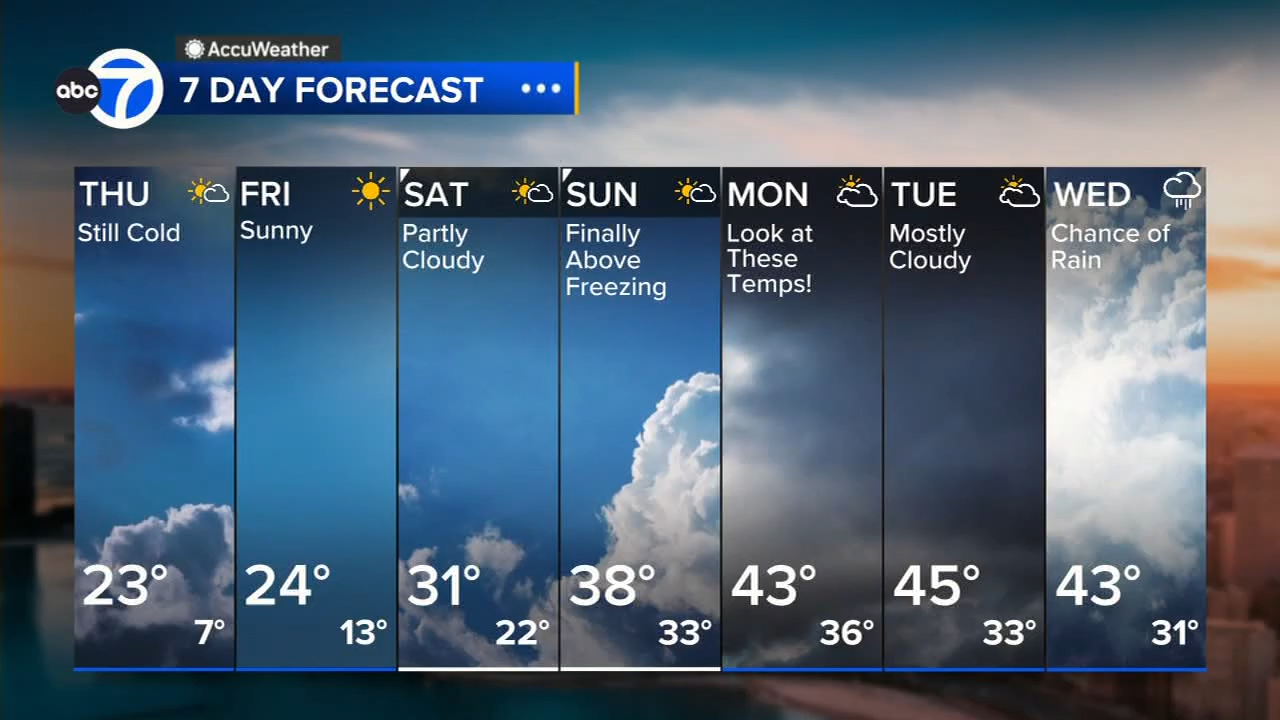 AccuWeather
abc 7
7 DAY FORECAST
THU
Still Cold
23°
7°
FRI
Sunny
24°
13°
SAT
Partly
Cloudy
31°
22°
SUN
Finally
Above
Freezing
38°
33°
MON
Look at
These
Temps!
43°
36°
TUE
Mostly
Cloudy
45°
33°
WED
Chance of
Rain
43°
31°